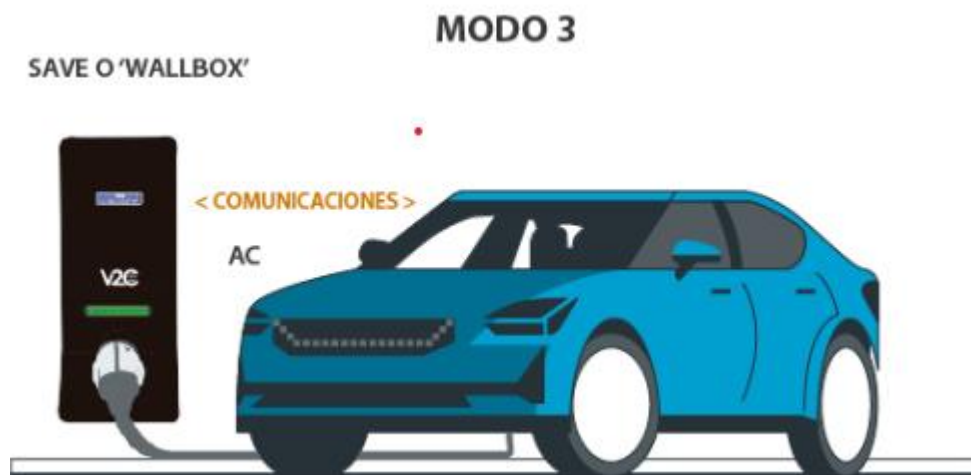 MODO 3
SAVE O 'WALLBOX'
< COMUNICACIONES >
AC
V2C